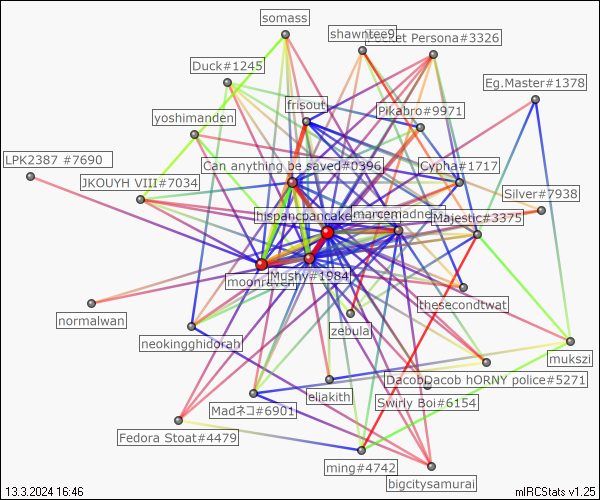 somass
shawntee9
Pocket Persona#3326
Duck#1245
Eg.Master#1378
frisout
Pikabro#9971
yoshimanden
LPK2387 #7690
Can anything be saved#0396
Cypha#1717
JKOUYH VIII#7034
Silver#7938
hispancpancake
marcemadness
Majestic#3375
moonraven
Mushy#1984
thesecondtwat
normalwan
zebula
neokingghidorah
mukszi
DacobDacob hORNY police#5271
eliakith
Swirly Boi#6154
Madネコ#6901
Fedora Stoat#4479
ming#4742
bigcitysamurai
13.3.2024 16:46
mIRCStats v1.25